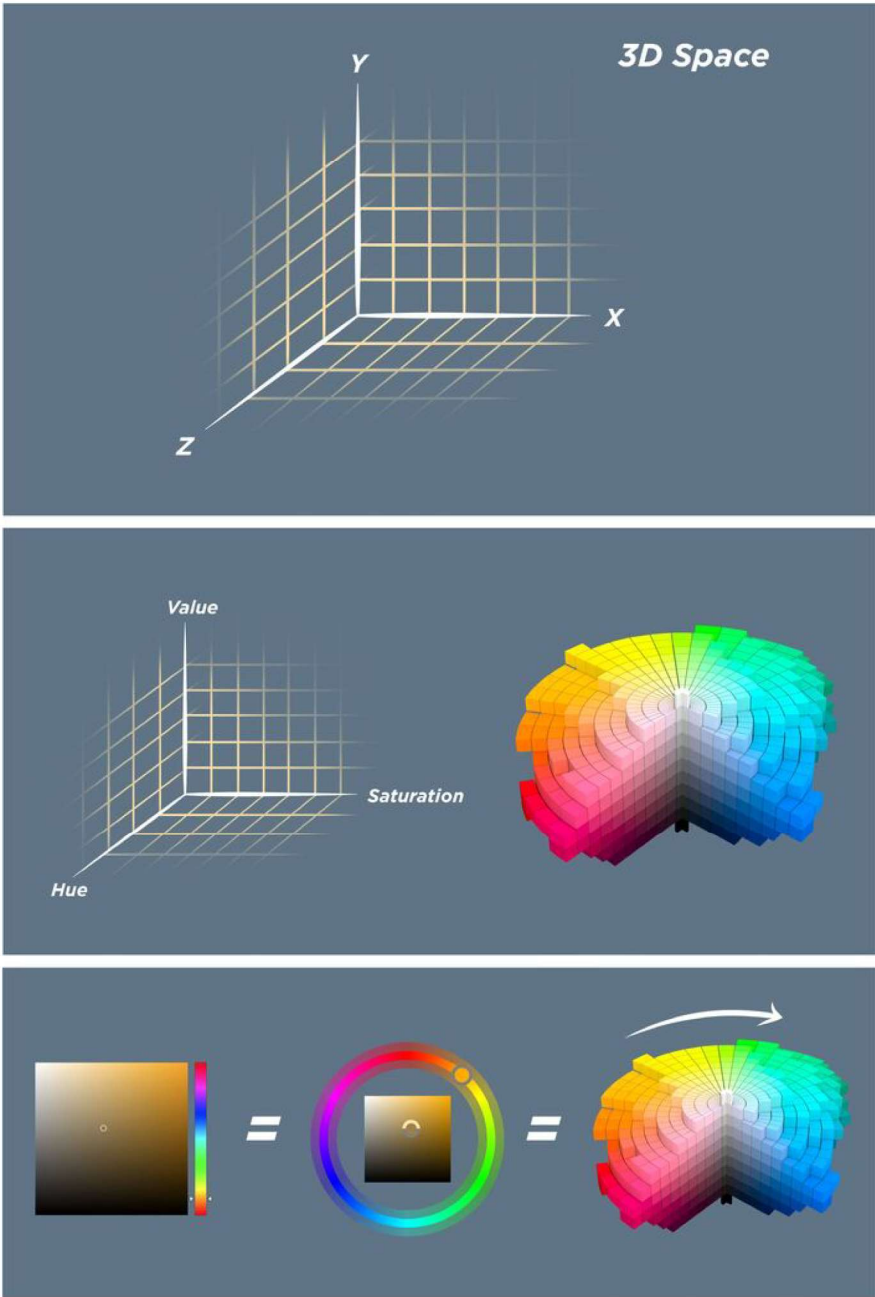 3D Space
Y
X
Z
Value
Saturation
Hue
= =